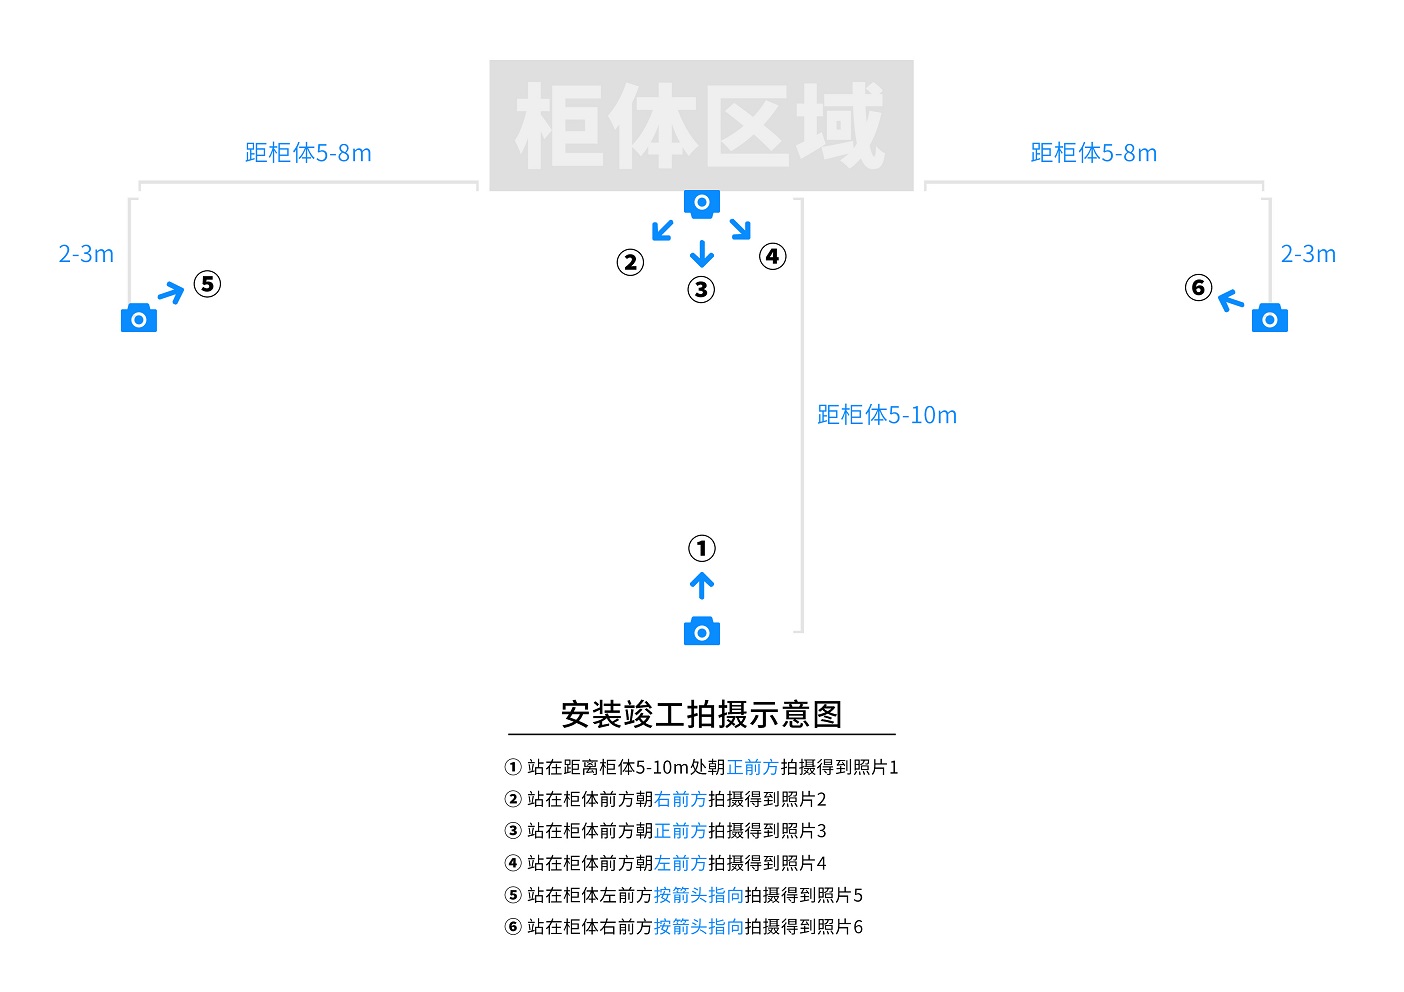 柜体区域
距柜体5-8m
距柜体5-8m
2-3m
2-3m
②
④
③
⑤
⑥
距柜体5-10m
①
安装竣工拍摄示意图
① 站在距离柜体5-10m处朝正前方拍摄得到照片1
② 站在柜体前方朝右前方拍摄得到照片2
③ 站在柜体前方朝正前方拍摄得到照片3
④ 站在柜体前方朝左前方拍摄得到照片4
⑤ 站在柜体左前方按箭头指向拍摄得到照片5
⑥ 站在柜体右前方按箭头指向拍摄得到照片6